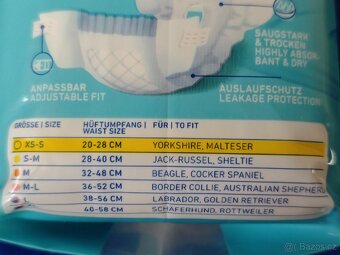 SAUGSTARK
& TROCKEN
HIGHLY ABSOR-
BANT & DRY
ANPASSBAR
ADJUSTABLE FIT
AUSLAUFSCHUTZ
LEAKAGE PROTECTION
GRÖSSE | SIZE HÜFTUMFANG | WAIST SIZE FÜR | TO FIT
XS-S 20-28 CM YORKSHIRE, MALTESER
S-M 28-40 CM JACK-RUSSEL, SHELTIE
M 32-48 CM BEAGLE, COCKER SPANIEL
M-L 36-52 CM BORDER COLLIE, AUSTRALIAN SHEPHERD
38-56 CM LABRADOR, GOLDEN RETRIEVER
40-58 CM SCHÄFERHUND, ROTTWEILER
Bazos.cz